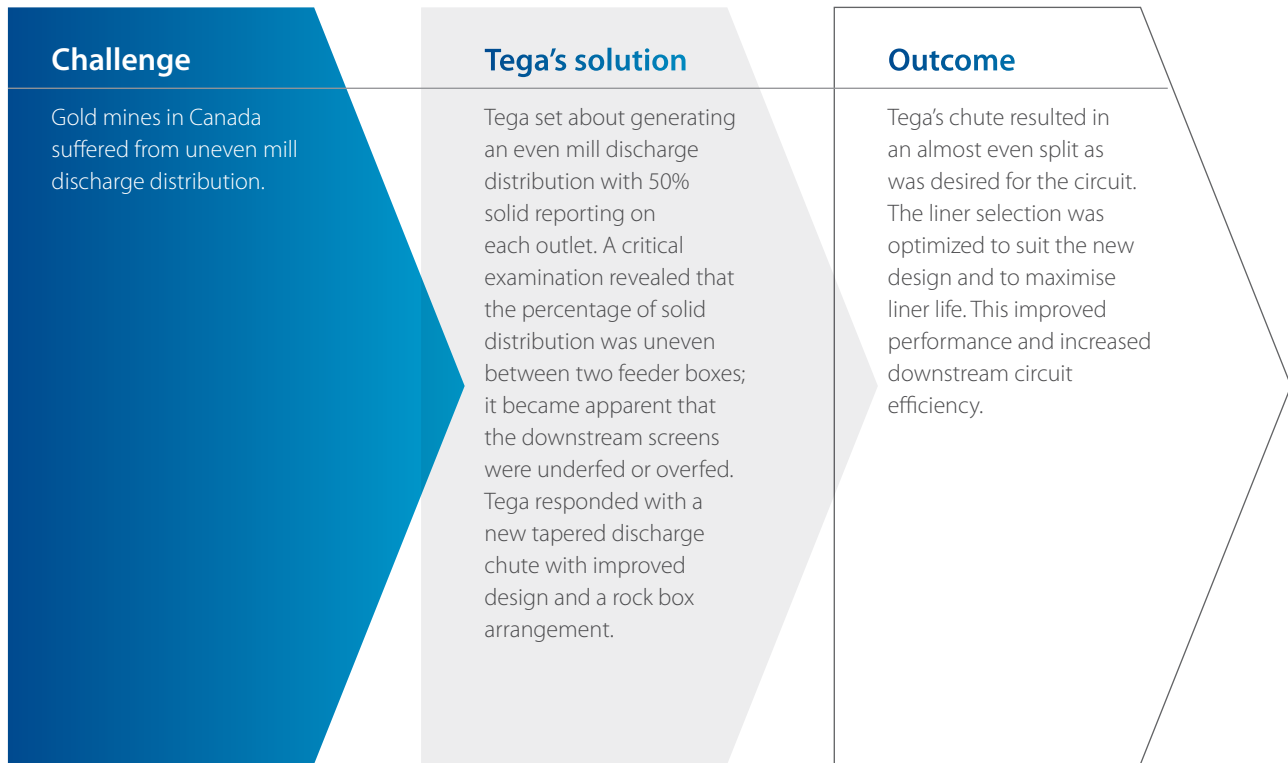 Challenge
Gold mines in Canada
suffered from uneven mill
discharge distribution.
Tega’s solution
Tega set about generating
an even mill discharge
distribution with 50%
solid reporting on
each outlet. A critical
examination revealed that
the percentage of solid
distribution was uneven
between two feeder boxes;
it became apparent that
the downstream screens
were underfed or overfed.
Tega responded with a
new tapered discharge
chute with improved
design and a rock box
arrangement.
Outcome
Tega’s chute resulted in
an almost even split as
was desired for the circuit.
The liner selection was
optimized to suit the new
design and to maximise
liner life. This improved
performance and increased
downstream circuit
efficiency.